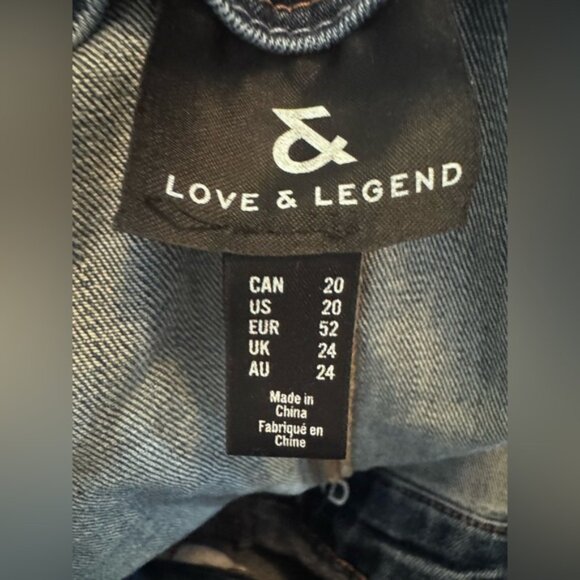 &
LOVE & LEGEND
CAN 20
US 20
EUR 52
UK 24
AU 24
Made in
China
Fabriqué en
Chine